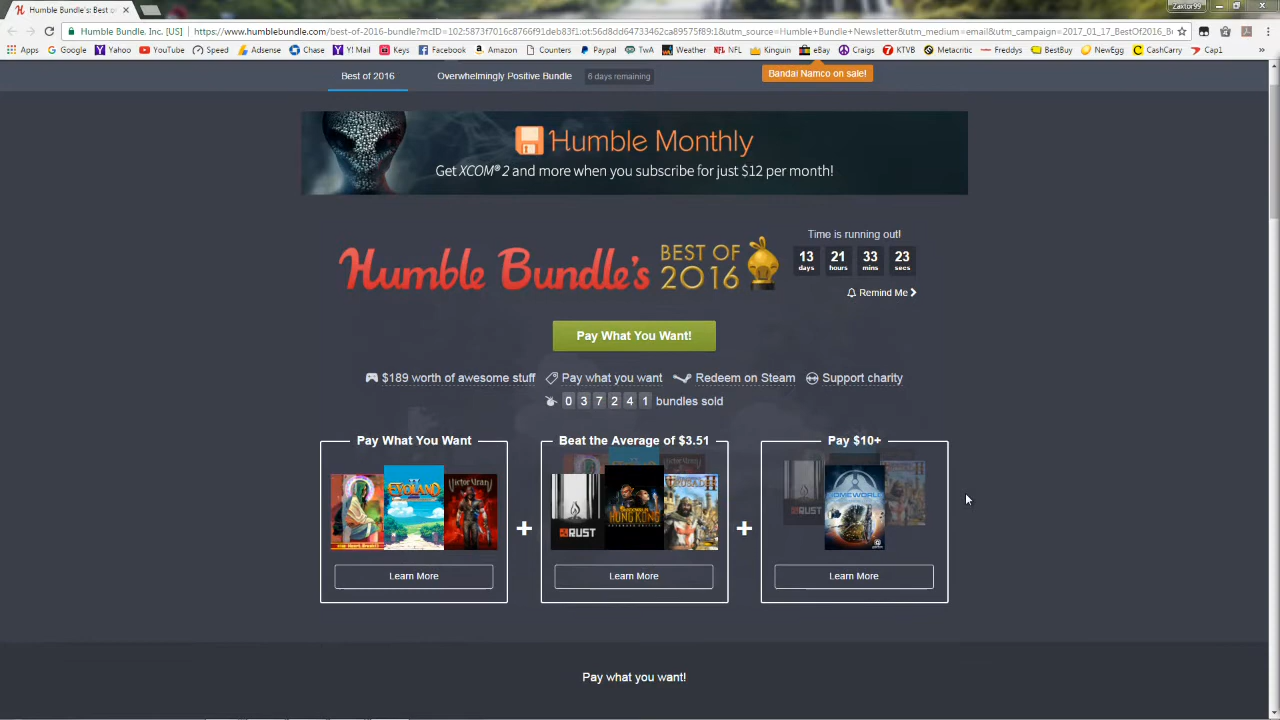 Humble Bundle's Best o
Zaxtor99
Humble Bundle, Inc. [US]
https://www.humblebundle.com/best-of-2016-bundle?mcID=102:5873f7016c8766f91deb83f1:ot:56d8dd64733462ca89575f89:1&utm_source=Humble+Bundle+Newsletter&utm_medium=email&utm_campaign=2017_01_17_BestOf2016_B
Apps Google Yahoo YouTube Speed Adsense Chase Y! Mail Keys Facebook Amazon Counters Paypal TwA Weather NFL Kinguin eBay Craigs KTVB Metacritic Freddys BestBuy NewEgg CashCarry Cap1
Best of 2016
Overwhelmingly Positive Bundle
6 days remaining
Bandai Namco on sale!
Humble Monthly
Get XCOM® 2 and more when you subscribe for just $12 per month!
Humble Bundle's
BEST OF
2016
Time is running out!
13 21 33 23
days hours mins secs
Remind Me
Pay What You Want!
$189 worth of awesome stuff
Pay what you want
Redeem on Steam
Support charity
0 3 7 2 4 1 bundles sold
Pay What You Want
EVOLAND
VICTOR VRAN
Learn More
+
Beat the Average of $3.51
RUST
HONG KONG
CRUSADER II
Learn More
+
Pay $10+
RUST
HOMEWORLD
Learn More
Pay what you want!